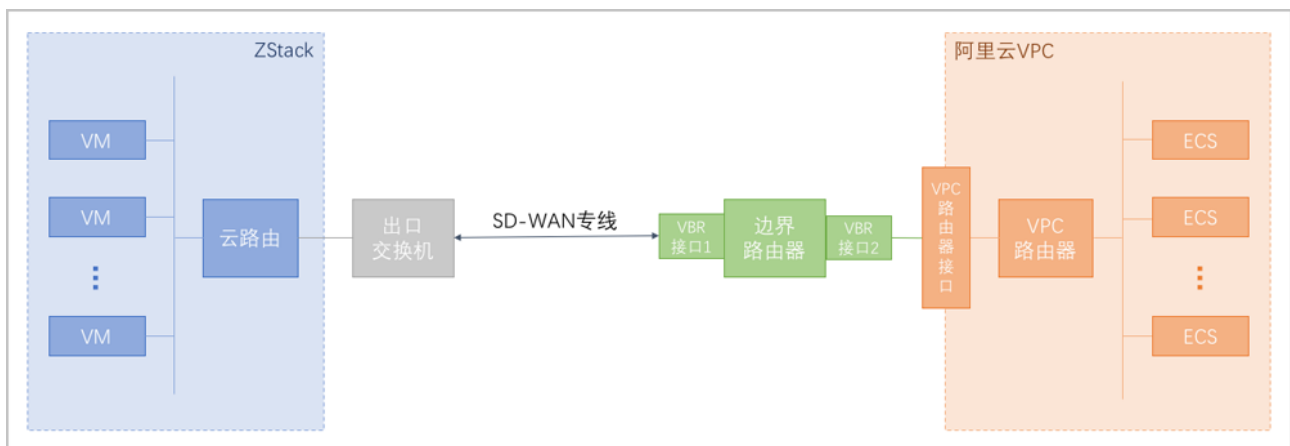 ZStack
VM
VM
VM
云路由
出口
交换机
SD-WAN专线
VBR
接口1
边界
路由器
VBR
接口2
阿里云VPC
VPC
路
由
器
接
口
VPC
路由器
ECS
ECS
ECS